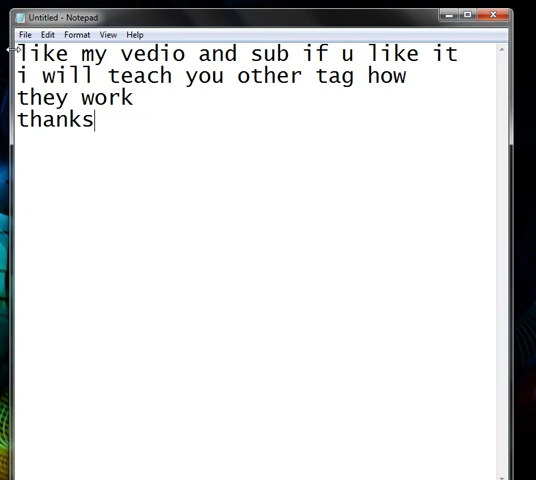 Untitled - Notepad
File Edit Format View Help
like my vedio and sub if u like it
i will teach you other tag how
they work
thanks